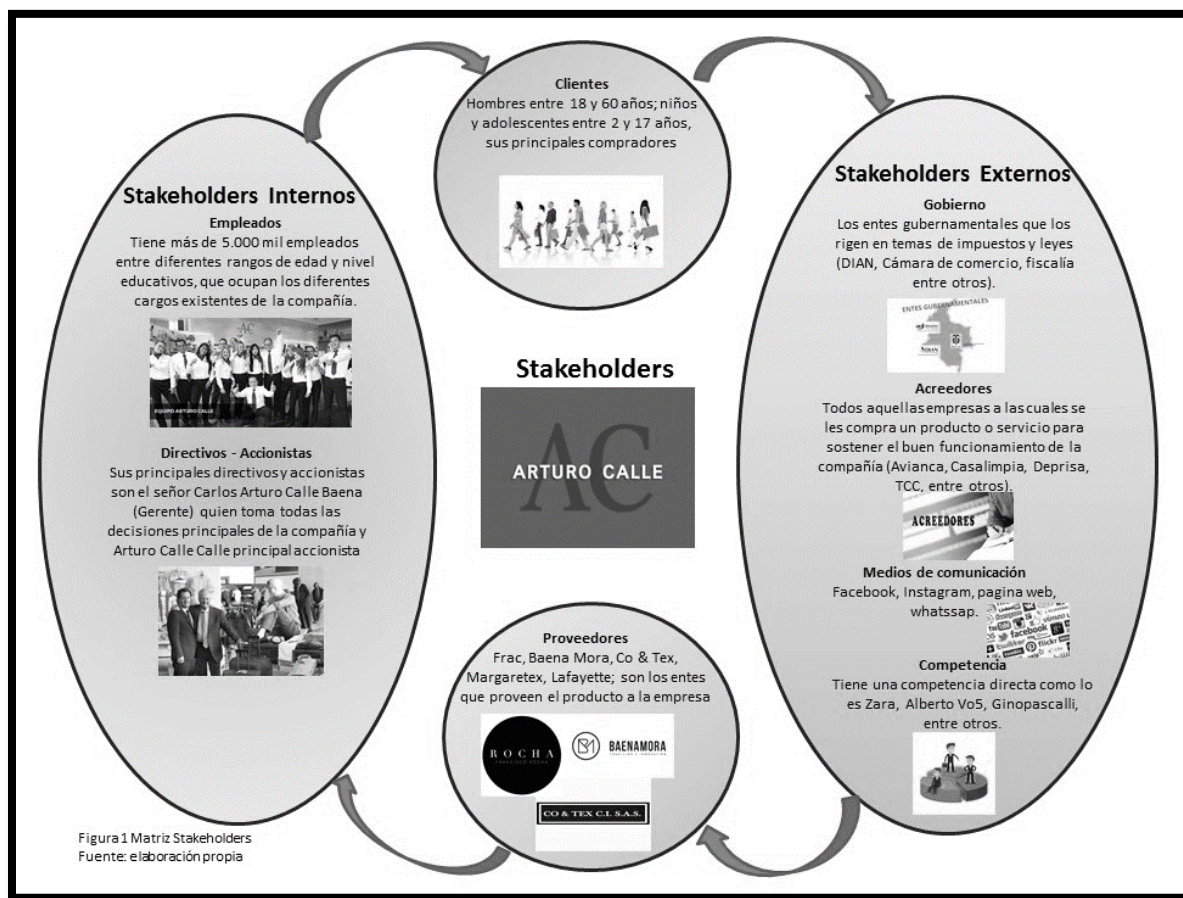 Clientes
Hombres entre 18 y 60 años; niños
y adolescentes entre 2 y 17 años,
sus principales compradores
Stakeholders Internos
Empleados
Tiene más de 5.000 mil empleados
entre diferentes rangos de edad y nivel
educativos, que ocupan los diferentes
cargos existentes de la compañía.
AC
EQUIPO ARTURO CALLE
Directivos - Accionistas
Sus principales directivos y accionistas
son el señor Carlos Arturo Calle Baena
(Gerente) quien toma todas las
decisiones principales de la compañía y
Arturo Calle Calle principal accionista
Stakeholders
AC
ARTURO CALLE
Stakeholders Externos
Gobierno
Los entes gubernamentales que los
rigen en temas de impuestos y leyes
(DIAN, Cámara de comercio, fiscalía
entre otros).
ENTES GUBERNAMENTALES
DIAN
Acreedores
Todos aquellas empresas a las cuales se
les compra un producto o servicio para
sostener el buen funcionamiento de la
compañía (Avianca, Casalimpia, Deprisa,
TCC, entre otros).
ACREEDORES
Medios de comunicación
Facebook, Instagram, pagina web,
whatssap.
facebook
flickr
Competencia
Tiene una competencia directa como lo
es Zara, Alberto Vo5, Ginopascalli,
entre otros.
Proveedores
Frac, Baena Mora, Co & Tex,
Margaretex, Lafayette; son los entes
que proveen el producto a la empresa
ROCHA
FRANCISCO ROCHA
BM
BAENAMORA
CO & TEX C.I. S.A.S.
Figura 1 Matriz Stakeholders
Fuente: elaboración propia